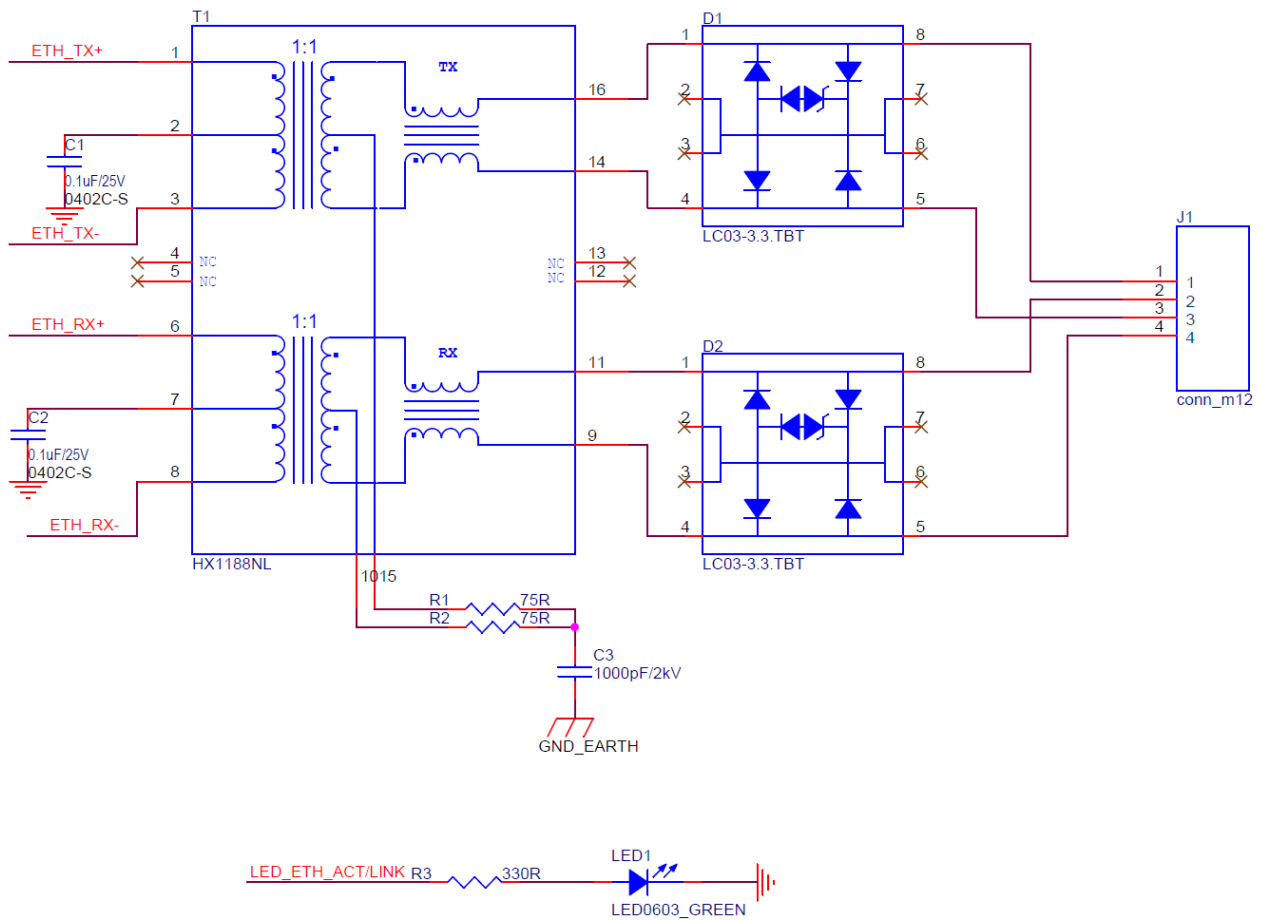 T1
D1
ETH_TX+
1
1:1
TX
16
1
8
2
7
2
C1
0.1uF/25V
0402C-S
3
6
14
3
4
5
ETH_TX-
LC03-3.3.TBT
J1
4
NC
NC
13
5
NC
NC
12
1
1
2
2
3
3
4
4
ETH_RX+
6
1:1
RX
D2
11
1
8
conn_m12
7
C2
0.1uF/25V
0402C-S
2
7
9
8
3
6
ETH_RX-
4
5
HX1188NL
LC03-3.3.TBT
1015
R1
75R
R2
75R
C3
1000pF/2kV
GND_EARTH
LED1
LED_ETH_ACT/LINK
R3
330R
LED0603_GREEN